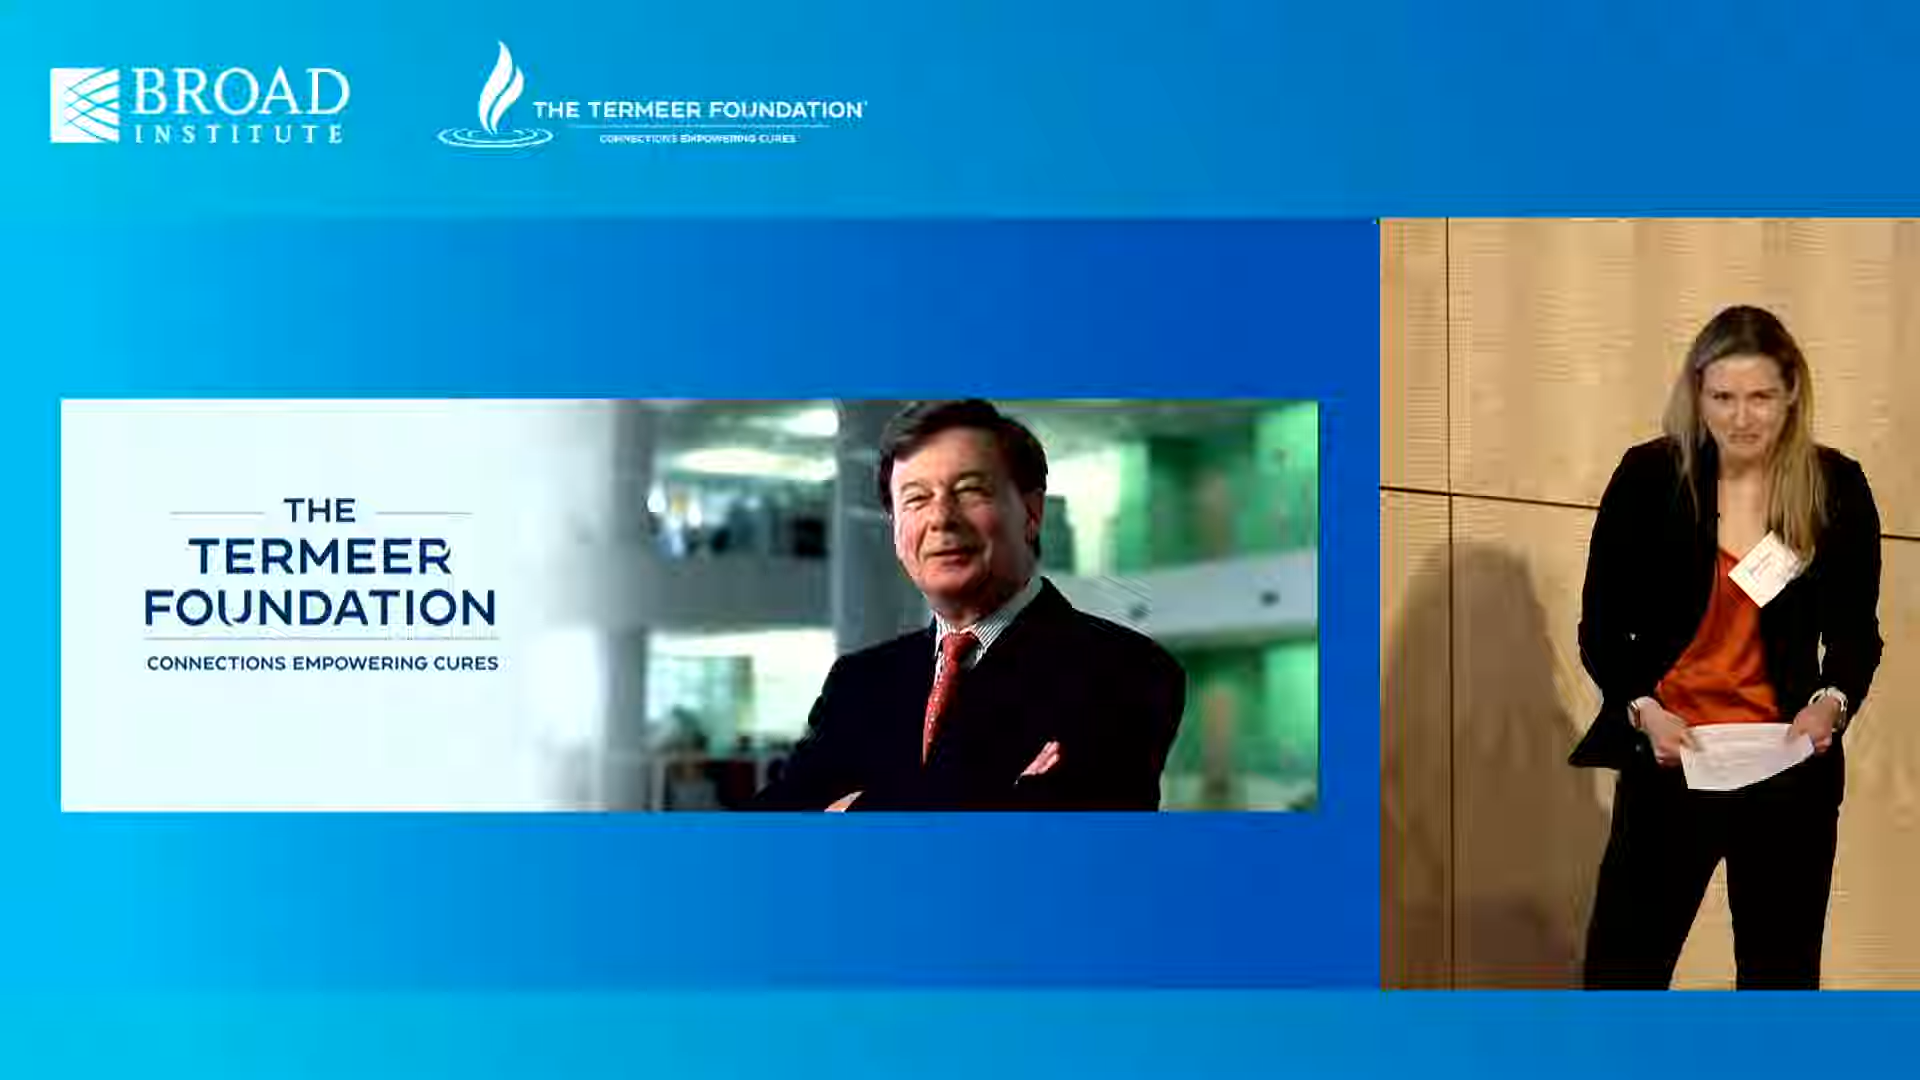 BROAD
INSTITUTE
THE TERMEER FOUNDATION
CONNECTIONS EMPOWERING CURES
THE
TERMEER
FOUNDATION
CONNECTIONS EMPOWERING CURES